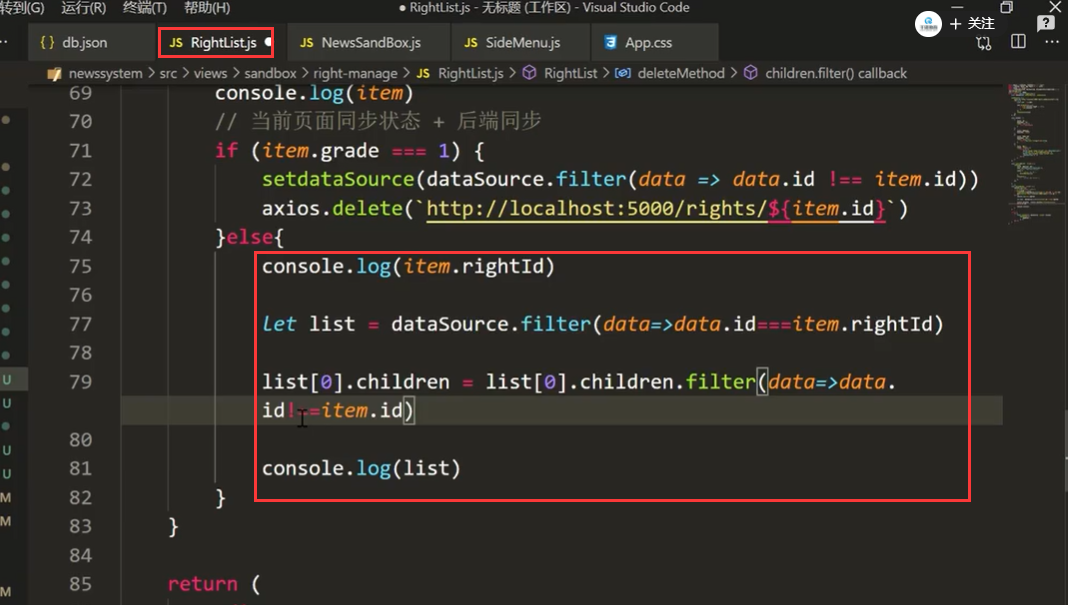 转到(G) 运行(R) 终端(T) 帮助(H) ● RightList.js - 无标题 (工作区) - Visual Studio Code
+ 关注
{} db.json JS RightList.js ● JS NewsSandBox.js JS SideMenu.js App.css ...
newssystem > src > views > sandbox > right-manage > JS RightList.js > RightList > deleteMethod > children.filter() callback
69 console.log(item)
70 // 当前页面同步状态 + 后端同步
71 if (item.grade === 1) {
72 setdataSource(dataSource.filter(data => data.id !== item.id))
73 axios.delete(`http://localhost:5000/rights/${item.id}`)
74 }else{
75 console.log(item.rightId)
76
77 let list = dataSource.filter(data=>data.id===item.rightId)
78
79 list[0].children = list[0].children.filter(data=>data.
id!==item.id)
80
81 console.log(list)
82 }
83 }
84
85 return (
U
U
U
U
M
M
M